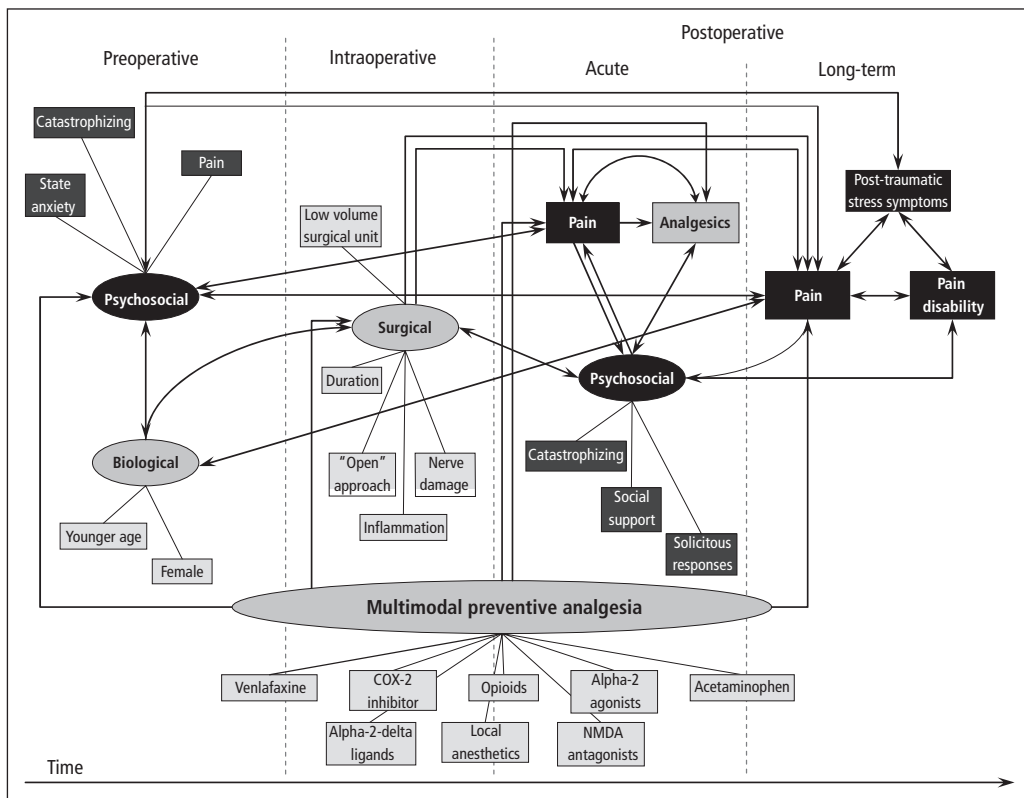 Postoperative
Preoperative
Intraoperative
Acute
Long-term
Catastrophizing
State
anxiety
Pain
Low volume
surgical unit
Pain
Analgesics
Post-traumatic
stress symptoms
Psychosocial
Surgical
Pain
Pain
disability
Duration
Psychosocial
Biological
"Open"
approach
Nerve
damage
Inflammation
Catastrophizing
Social
support
Solicitous
responses
Younger age
Female
Multimodal preventive analgesia
Venlafaxine
COX-2
inhibitor
Opioids
Alpha-2
agonists
Acetaminophen
Alpha-2-delta
ligands
Local
anesthetics
NMDA
antagonists
Time